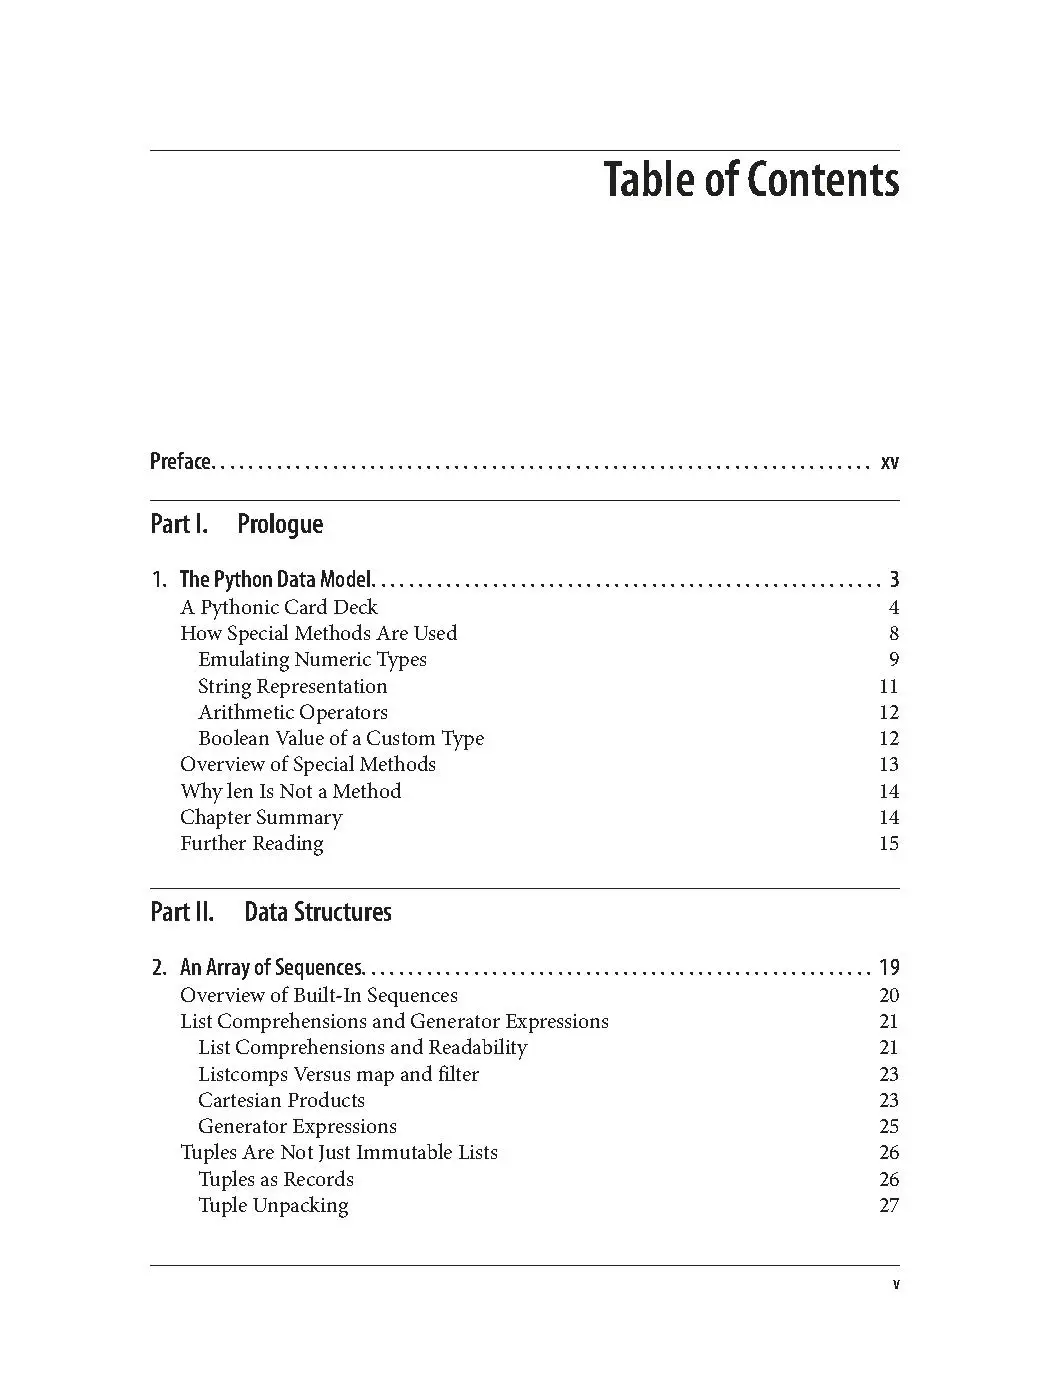 Table of Contents
Preface. . . . . . . . . . . . . . . . . . . . . . . . . . . . . . . . . . . . . . . . . . . . . . . . . . . . . . . . . . . . . . . . . . . . . . . xv
Part I. Prologue
1. The Python Data Model. . . . . . . . . . . . . . . . . . . . . . . . . . . . . . . . . . . . . . . . . . . . . . . . . . . . . . . 3
A Pythonic Card Deck 4
How Special Methods Are Used 8
Emulating Numeric Types 9
String Representation 11
Arithmetic Operators 12
Boolean Value of a Custom Type 12
Overview of Special Methods 13
Why len Is Not a Method 14
Chapter Summary 14
Further Reading 15
Part II. Data Structures
2. An Array of Sequences. . . . . . . . . . . . . . . . . . . . . . . . . . . . . . . . . . . . . . . . . . . . . . . . . . . . . . . 19
Overview of Built-In Sequences 20
List Comprehensions and Generator Expressions 21
List Comprehensions and Readability 21
Listcomps Versus map and filter 23
Cartesian Products 23
Generator Expressions 25
Tuples Are Not Just Immutable Lists 26
Tuples as Records 26
Tuple Unpacking 27
v